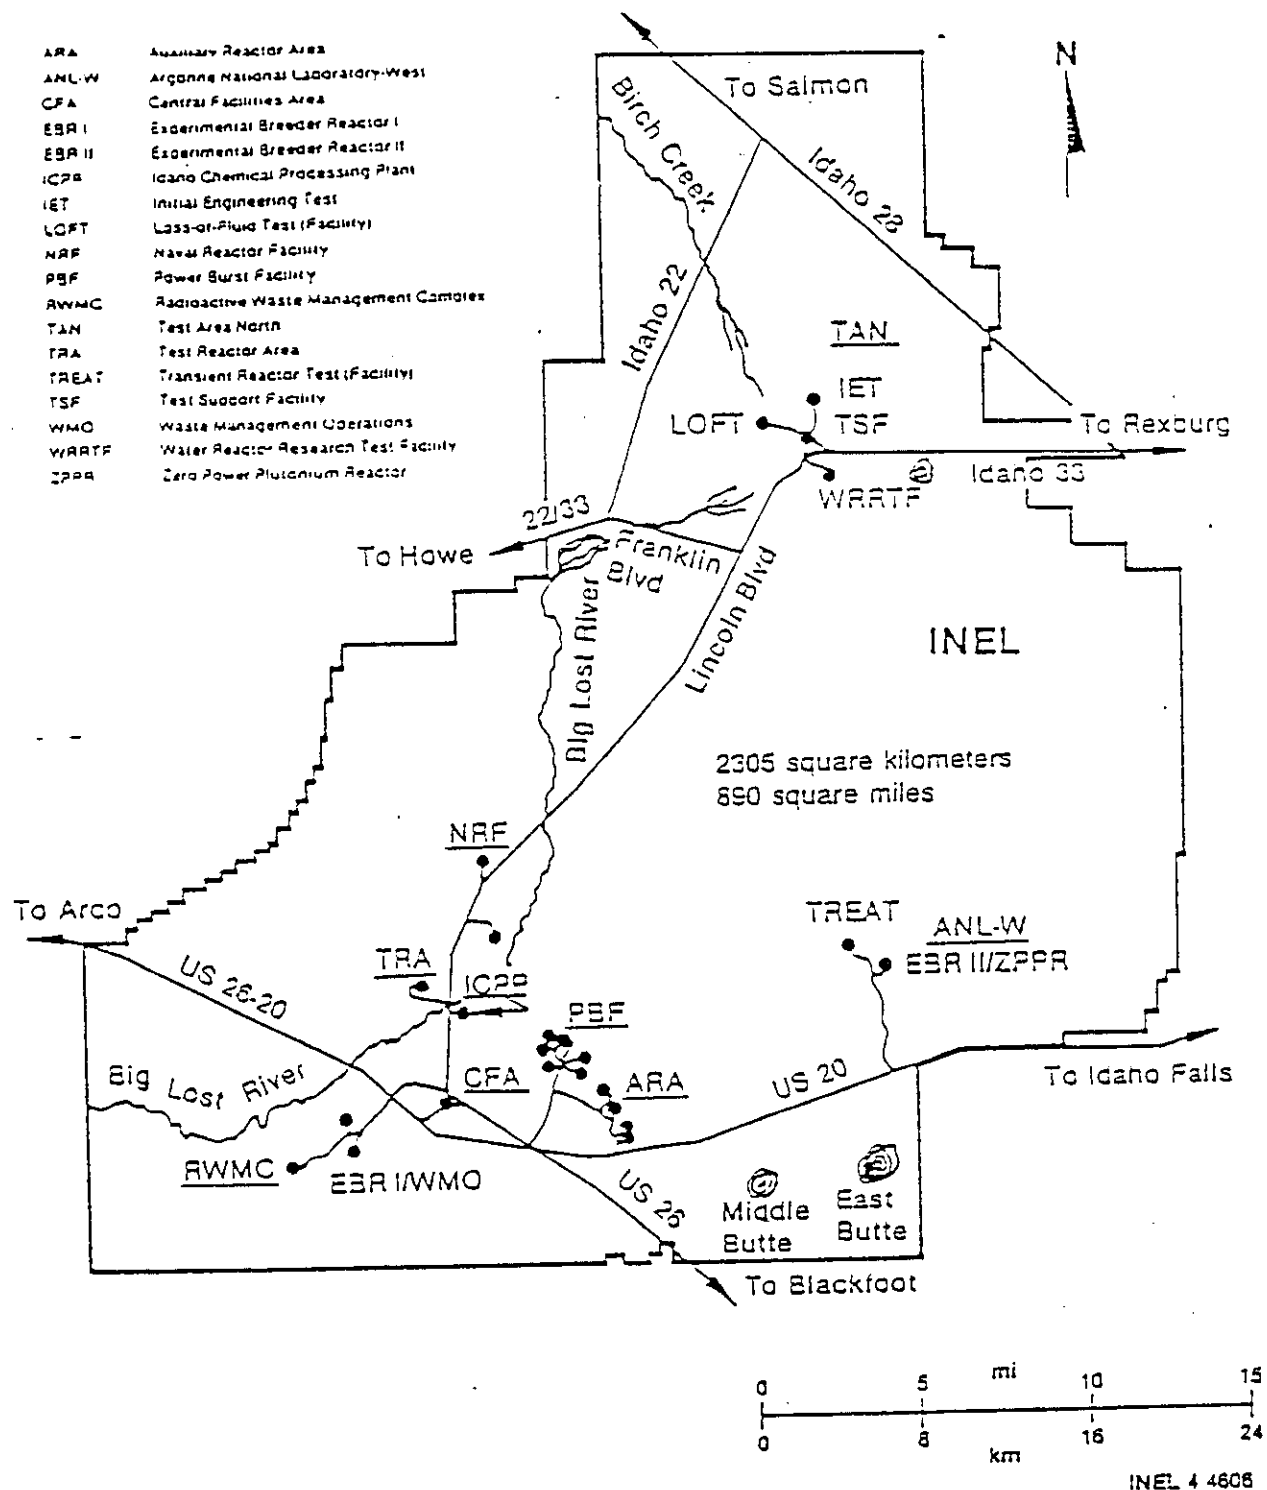 ARA Auxiliary Reactor Area
ANL-W Argonne National Laboratory-West
CFA Central Facilities Area
EBR I Experimental Breeder Reactor I
EBR II Experimental Breeder Reactor II
ICPP Idaho Chemical Processing Plant
IET Initial Engineering Test
LOFT Loss-of-Fluid Test (Facility)
NRF Naval Reactor Facility
PBF Power Burst Facility
RWMC Radioactive Waste Management Complex
TAN Test Area North
TRA Test Reactor Area
TREAT Transient Reactor Test (Facility)
TSF Test Support Facility
WMO Waste Management Operations
WRRTF Water Reactor Research Test Facility
ZPPR Zero Power Plutonium Reactor
N
To Salmon
Birch Creek
Idaho 28
Idaho 22
TAN
IET
LOFT
TSF
To Rexburg
Idaho 33
WRRTF
22/33
To Howe
Franklin
Blvd
Lincoln Blvd
Big Lost River
INEL
2305 square kilometers
890 square miles
NRF
To Arco
TREAT
ANL-W
EBR II/ZPPR
US 26-20
TRA
ICPP
PBF
Big Lost River
CFA
ARA
US 20
To Idaho Falls
RWMC
EBR I/WMO
US 26
Middle
Butte
East
Butte
To Blackfoot
mi
0 5 10 15
0 8 16 24
km
INEL 4 4606